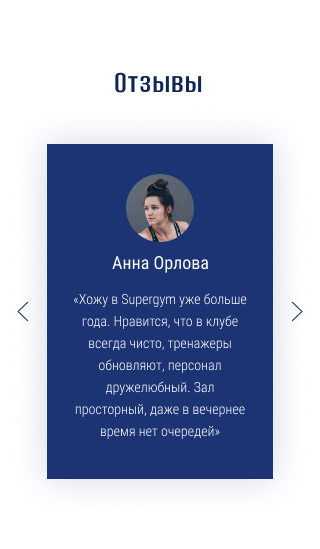 Отзывы
Анна Орлова
«Хожу в Supergym уже больше
года. Нравится, что в клубе
всегда чисто, тренажеры
обновляют, персонал
дружелюбный. Зал
просторный, даже в вечернее
время нет очередей»